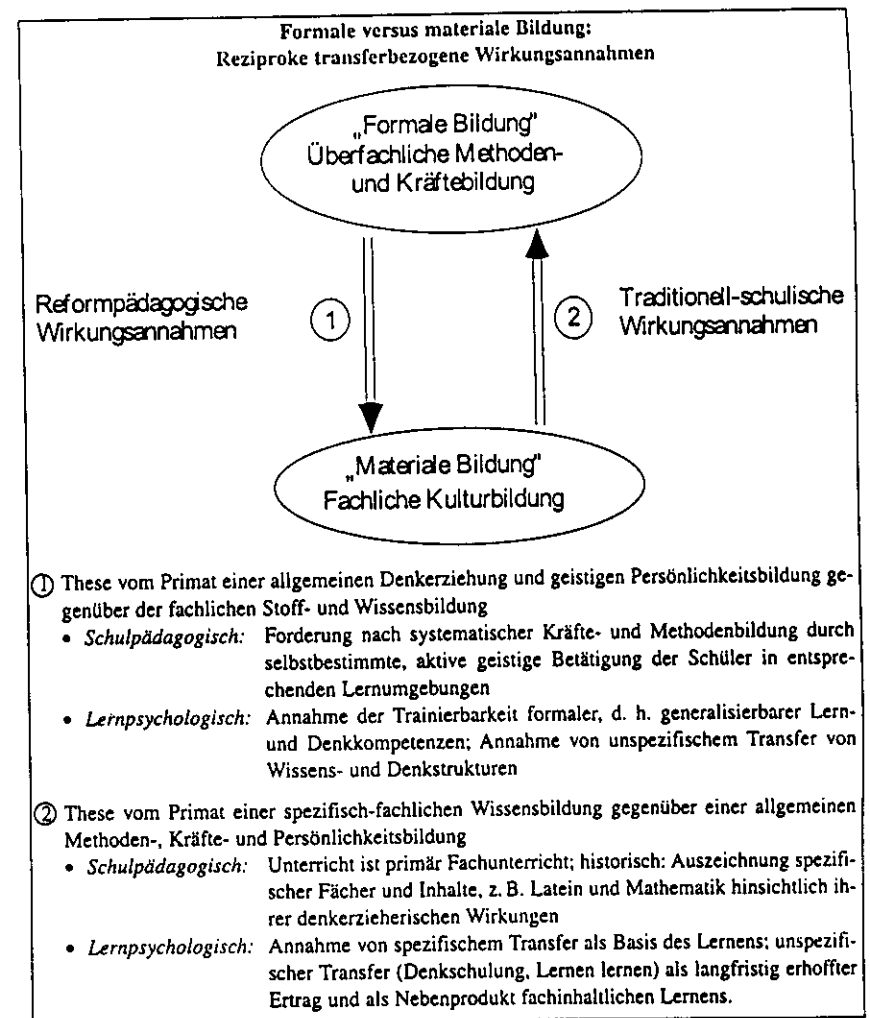 Formale versus materiale Bildung:
Reziproke transferbezogene Wirkungsannahmen
„Formale Bildung"
Überfachliche Methoden-
und Kräftebildung
Reformpädagogische
Wirkungsannahmen
1
2
Traditionell-schulische
Wirkungsannahmen
„Materiale Bildung"
Fachliche Kulturbildung
① These vom Primat einer allgemeinen Denkerziehung und geistigen Persönlichkeitsbildung ge-
genüber der fachlichen Stoff- und Wissensbildung
• Schulpädagogisch: Forderung nach systematischer Kräfte- und Methodenbildung durch
selbstbestimmte, aktive geistige Betätigung der Schüler in entspre-
chenden Lernumgebungen
• Lernpsychologisch: Annahme der Trainierbarkeit formaler, d. h. generalisierbarer Lern-
und Denkkompetenzen; Annahme von unspezifischem Transfer von
Wissens- und Denkstrukturen
② These vom Primat einer spezifisch-fachlichen Wissensbildung gegenüber einer allgemeinen
Methoden-, Kräfte- und Persönlichkeitsbildung
• Schulpädagogisch: Unterricht ist primär Fachunterricht; historisch: Auszeichnung spezifi-
scher Fächer und Inhalte, z. B. Latein und Mathematik hinsichtlich ih-
rer denkerzieherischen Wirkungen
• Lernpsychologisch: Annahme von spezifischem Transfer als Basis des Lernens; unspezifi-
scher Transfer (Denkschulung, Lernen lernen) als langfristig erhoffter
Ertrag und als Nebenprodukt fachinhaltlichen Lernens.